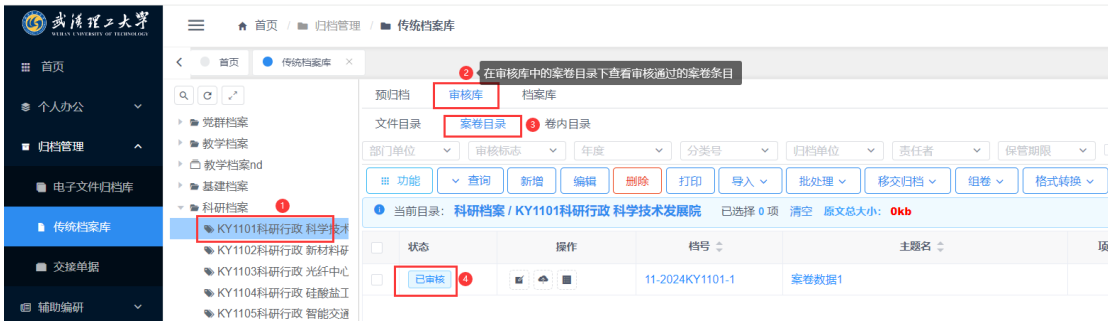 武汉理工大学
WUHAN UNIVERSITY OF TECHNOLOGY
首页 / 归档管理 / 传统档案库
首页
首页
传统档案库 ×
2 在审核库中的案卷目录下查看审核通过的案卷条目
个人办公
归档管理
电子文件归档库
传统档案库
交接单据
辅助编研
党群档案
教学档案
教学档案nd
基建档案
科研档案 1
KY1101科研行政 科学技术
KY1102科研行政 新材料研
KY1103科研行政 光纤中心
KY1104科研行政 硅酸盐工
KY1105科研行政 智能交通
预归档 审核库 档案库
文件目录 案卷目录 3 卷内目录
部门单位 审核标志 年度 分类号 归档单位 责任者 保管期限
功能 查询 新增 编辑 删除 打印 导入 批处理 移交归档 组卷 格式转换
当前目录： 科研档案 / KY1101科研行政 科学技术发展院 已选择 0 项 清空 原文总大小： 0kb
状态 操作 档号 主题名 项
已审核 4 11-2024KY1101-1 案卷数据1